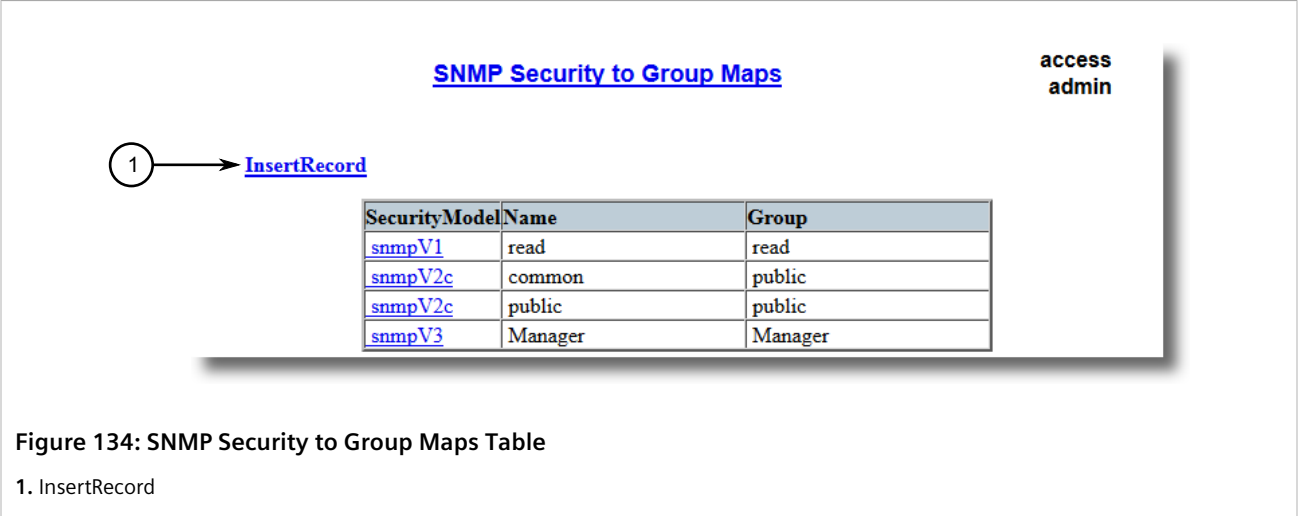 SNMP Security to Group Maps
access
admin
1
InsertRecord
SecurityModel Name Group
snmpV1 read read
snmpV2c common public
snmpV2c public public
snmpV3 Manager Manager
Figure 134: SNMP Security to Group Maps Table
1. InsertRecord